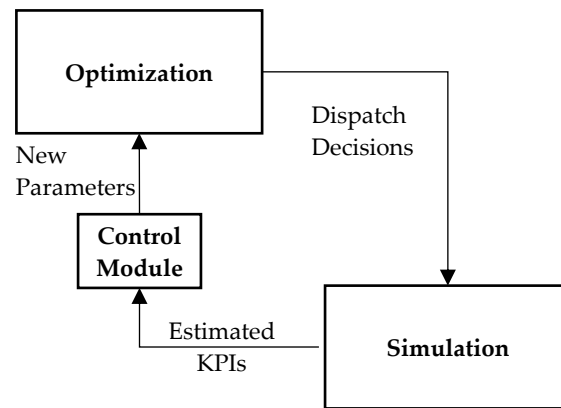 Optimization
Dispatch
Decisions
New
Parameters
Control
Module
Estimated
KPIs
Simulation